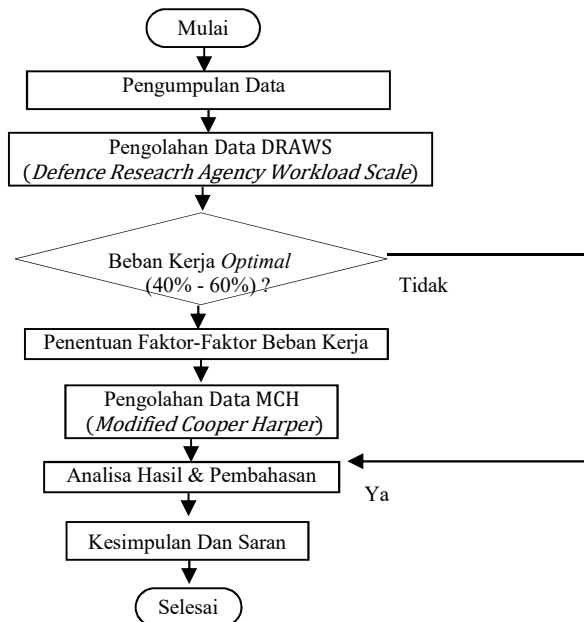 Mulai
Pengumpulan Data
Pengolahan Data DRAWS
(Defence Reseacrh Agency Workload Scale)
Beban Kerja Optimal
(40% - 60%) ?
Tidak
Penentuan Faktor-Faktor Beban Kerja
Pengolahan Data MCH
(Modified Cooper Harper)
Analisa Hasil & Pembahasan
Ya
Kesimpulan Dan Saran
Selesai